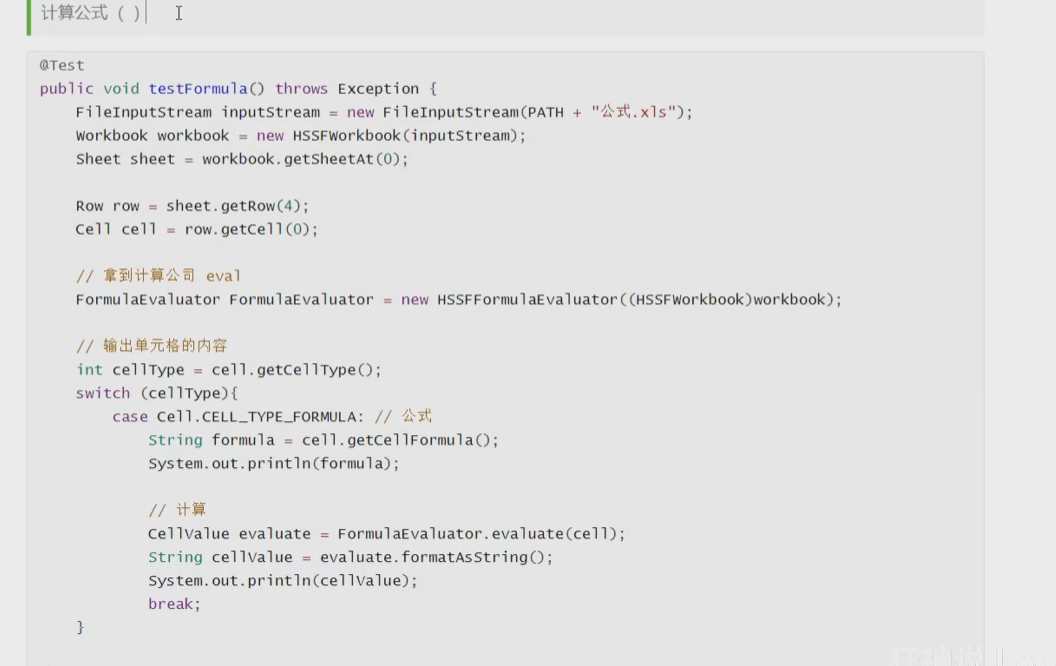 计算公式 ( )
@Test
public void testFormula() throws Exception {
    FileInputStream inputStream = new FileInputStream(PATH + "公式.xls");
    Workbook workbook = new HSSFWorkbook(inputStream);
    Sheet sheet = workbook.getSheetAt(0);
    Row row = sheet.getRow(4);
    Cell cell = row.getCell(0);
    // 拿到计算公司 eval
    FormulaEvaluator FormulaEvaluator = new HSSFFormulaEvaluator((HSSFWorkbook)workbook);
    // 输出单元格的内容
    int cellType = cell.getCellType();
    switch (cellType){
        case Cell.CELL_TYPE_FORMULA: // 公式
            String formula = cell.getCellFormula();
            System.out.println(formula);
            // 计算
            CellValue evaluate = FormulaEvaluator.evaluate(cell);
            String cellValue = evaluate.formatAsString();
            System.out.println(cellValue);
            break;
    }